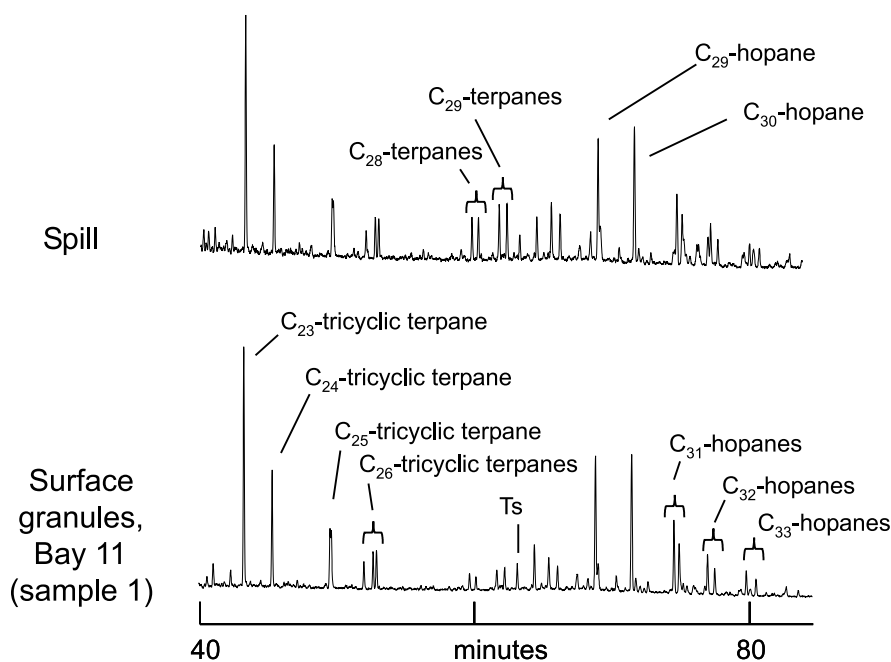 C₂₉-hopane
C₂₉-terpanes
C₃₀-hopane
C₂₈-terpanes
Spill
C₂₃-tricyclic terpane
C₂₄-tricyclic terpane
C₂₅-tricyclic terpane
C₂₆-tricyclic terpanes
C₃₁-hopanes
C₃₂-hopanes
C₃₃-hopanes
Ts
Surface
granules,
Bay 11
(sample 1)
40 minutes 80